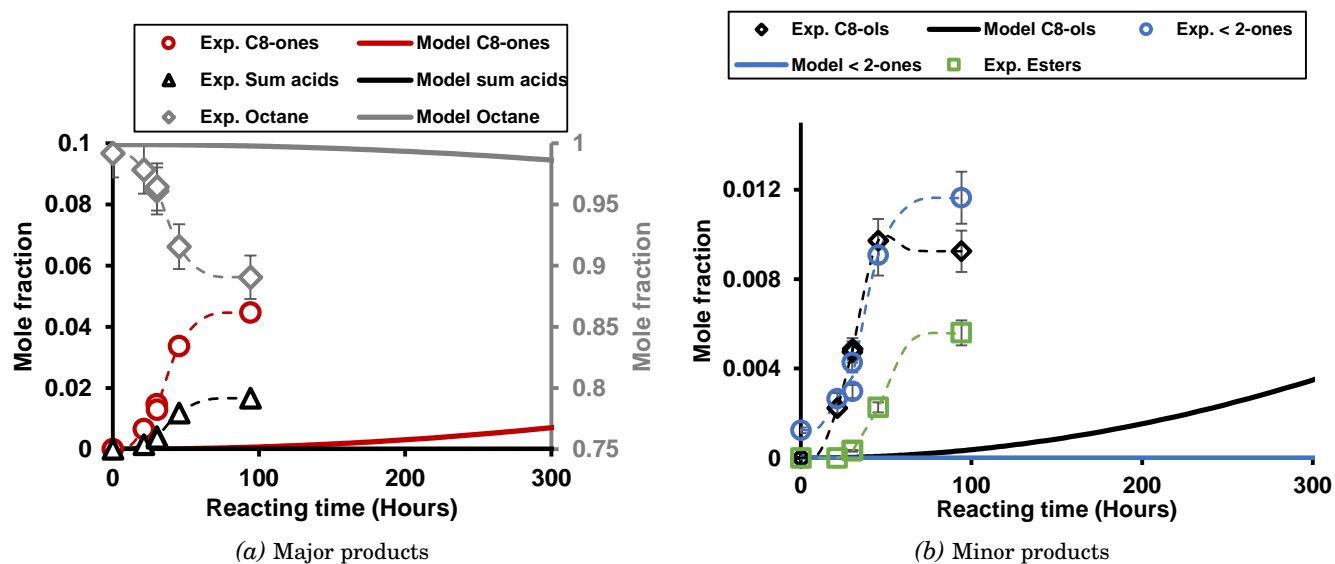 Exp. C8-ones Model C8-ones
Exp. Sum acids Model sum acids
Exp. Octane Model Octane
0.1
0.08
0.06
0.04
0.02
0
1
0.95
0.9
0.85
0.8
0.75
Mole fraction
Mole fraction
0 100 200 300
Reacting time (Hours)
(a) Major products
Exp. C8-ols Model C8-ols Exp. < 2-ones
Model < 2-ones Exp. Esters
0.012
0.008
0.004
0
Mole fraction
0 100 200 300
Reacting time (Hours)
(b) Minor products